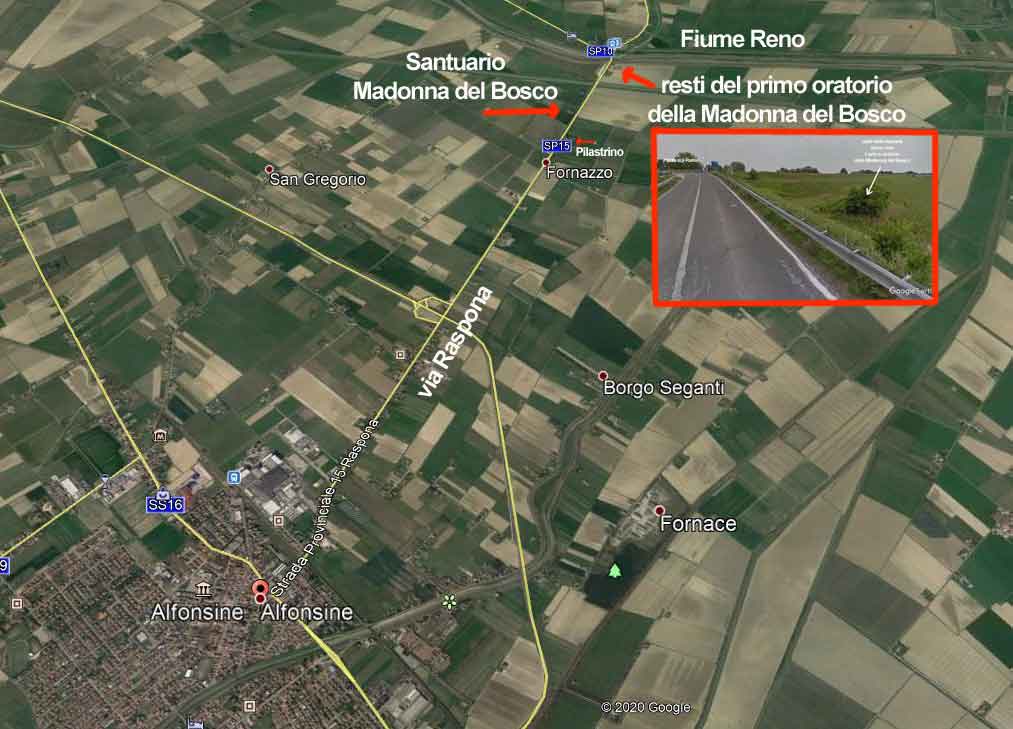 Fiume Reno
SP10
Santuario
Madonna del Bosco
resti del primo oratorio
della Madonna del Bosco
SP15
Pilastrino
Fornazzo
San Gregorio
via Raspona
Borgo Seganti
Strada Provinciale 15 Raspona
SS16
Fornace
9
Alfonsine
Alfonsine
© 2020 Google